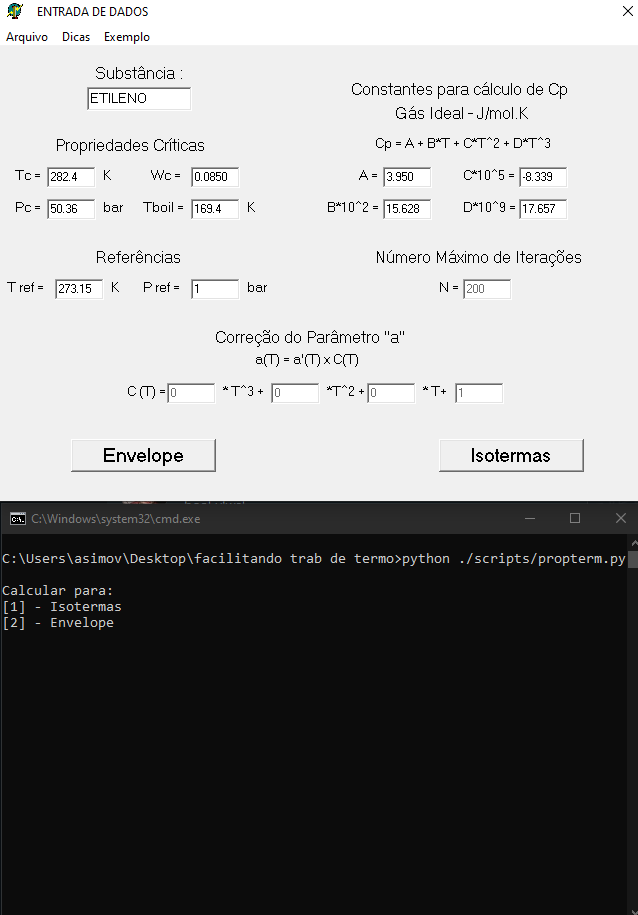 ENTRADA DE DADOS
Arquivo Dicas Exemplo
Substância :
ETILENO
Constantes para cálculo de Cp
Gás Ideal - J/mol.K
Propriedades Críticas
Cp = A + B*T + C*T^2 + D*T^3
Tc = 282.4 K Wc = 0.0850 A = 3.950 C*10^5 = -8.339
Pc = 50.36 bar Tboil = 169.4 K B*10^2 = 15.628 D*10^9 = 17.657
Referências Número Máximo de Iterações
T ref = 273.15 K P ref = 1 bar N = 200
Correção do Parâmetro "a"
a(T) = a'(T) x C(T)
C (T) = 0 * T^3 + 0 *T^2 + 0 * T+ 1
Envelope Isotermas
C:\Windows\system32\cmd.exe
C:\Users\asimov\Desktop\facilitando trab de termo>python ./scripts/propterm.py
Calcular para:
[1] - Isotermas
[2] - Envelope